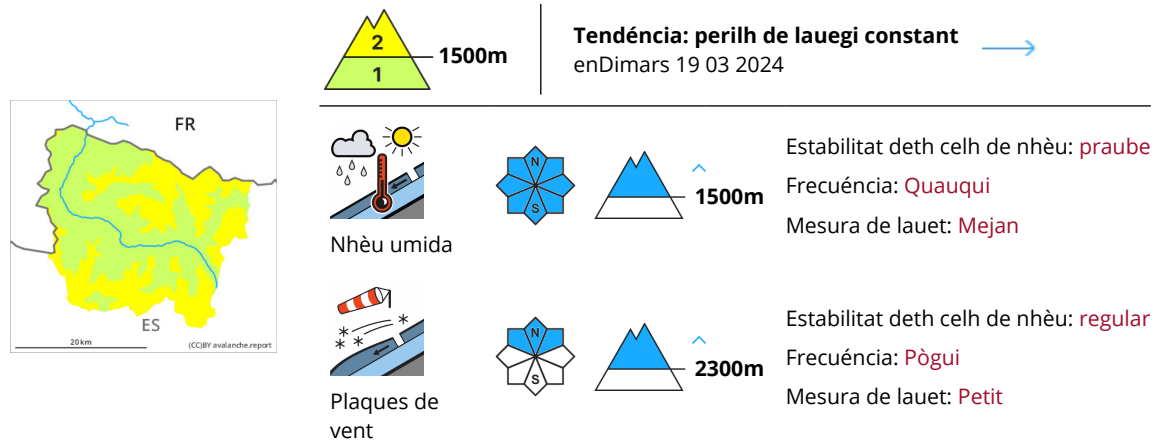 2
1
1500m
Tendéncia: perilh de lauegi constant
enDimars 19 03 2024
FR
ES
20 km
(CC)BY avalanche.report
Nhèu umida
N
S
1500m
Estabilitat deth celh de nhèu: praube
Frecuéncia: Quauqui
Mesura de lauet: Mejan
Plaques de
vent
N
S
2300m
Estabilitat deth celh de nhèu: regular
Frecuéncia: Pògui
Mesura de lauet: Petit